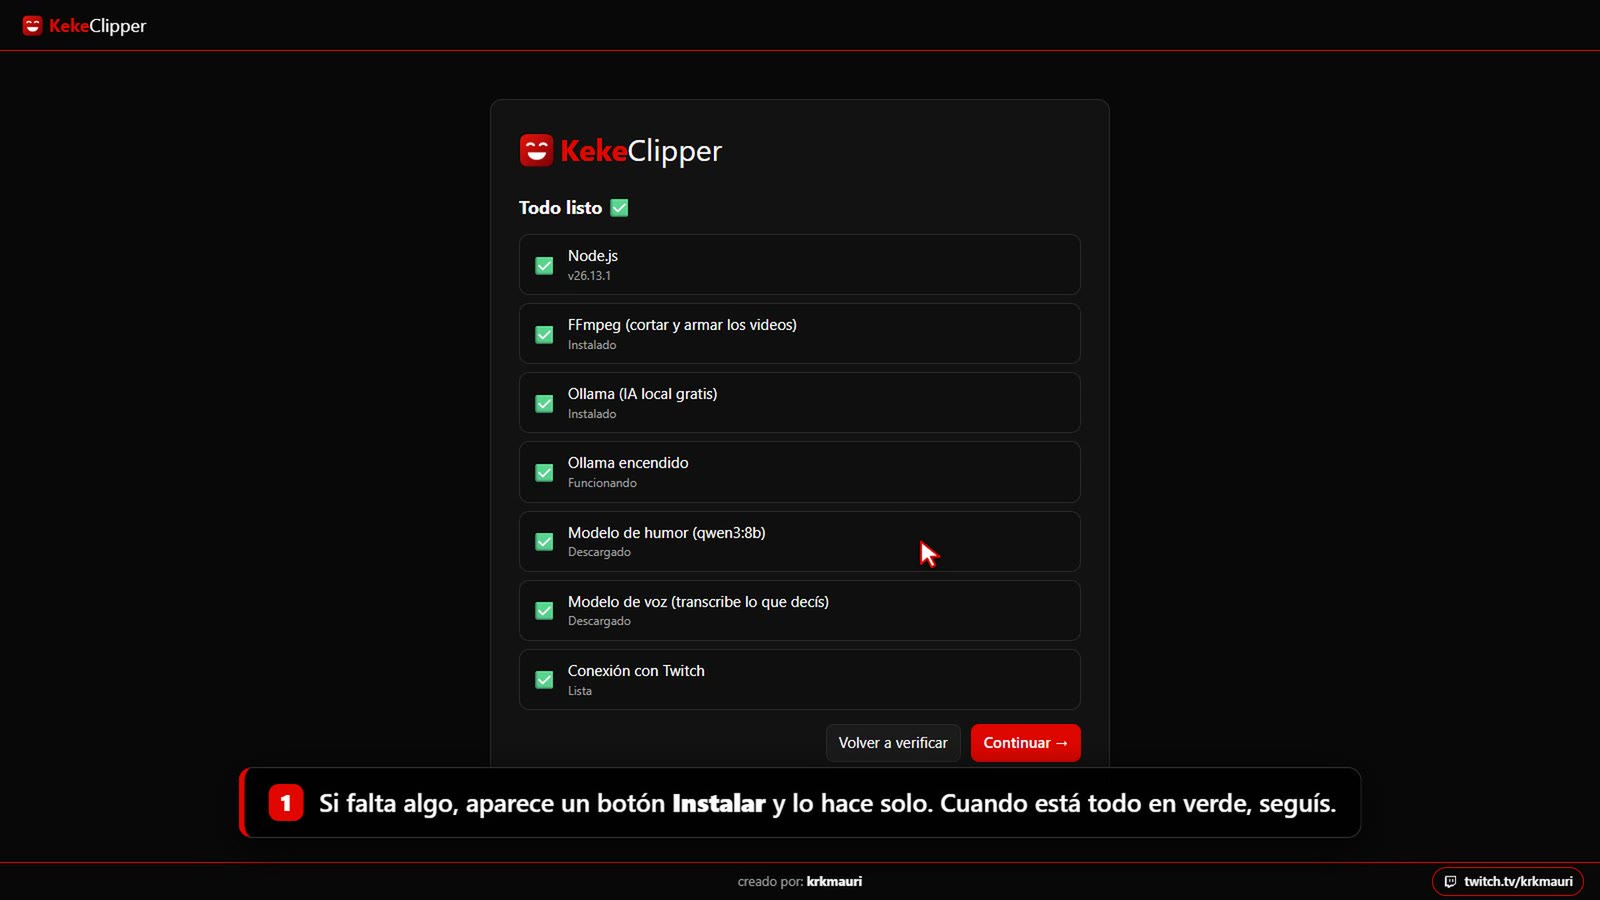 KekeClipper
KekeClipper
Todo listo
Node.js
v26.13.1
FFmpeg (cortar y armar los videos)
Instalado
Ollama (IA local gratis)
Instalado
Ollama encendido
Funcionando
Modelo de humor (qwen3:8b)
Descargado
Modelo de voz (transcribe lo que decís)
Descargado
Conexión con Twitch
Lista
Volver a verificar
Continuar →
1 Si falta algo, aparece un botón Instalar y lo hace solo. Cuando está todo en verde, seguís.
creado por: krkmauri
twitch.tv/krkmauri